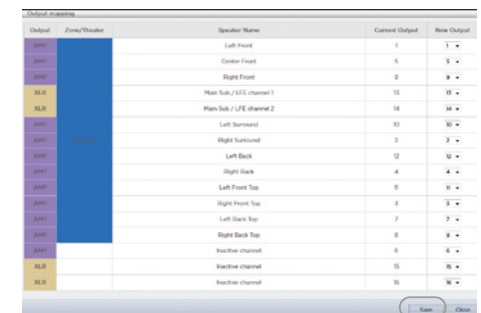 Output mapping
Output Zone/Theater Speaker Name Current Output New Output
AMP Left Front 1 1
AMP Center Front 5 5
AMP Right Front 9 9
XLR Main Sub / LFE channel 1 13 13
XLR Main Sub / LFE channel 2 14 14
AMP Left Surround 10 10
AMP Right Surround 2 2
AMP Left Back 12 12
AMP Right Back 4 4
AMP Left Front Top 11 11
AMP Right Front Top 3 3
AMP Left Back Top 7 7
AMP Right Back Top 8 8
AMP Inactive channel 6 6
XLR Inactive channel 15 15
XLR Inactive channel 16 16
Save Close